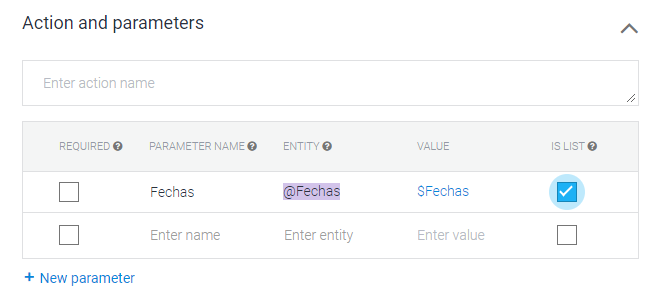 Action and parameters
Enter action name
REQUIRED ? PARAMETER NAME ? ENTITY ? VALUE IS LIST ?
Fechas @Fechas $Fechas
Enter name Enter entity Enter value
+ New parameter